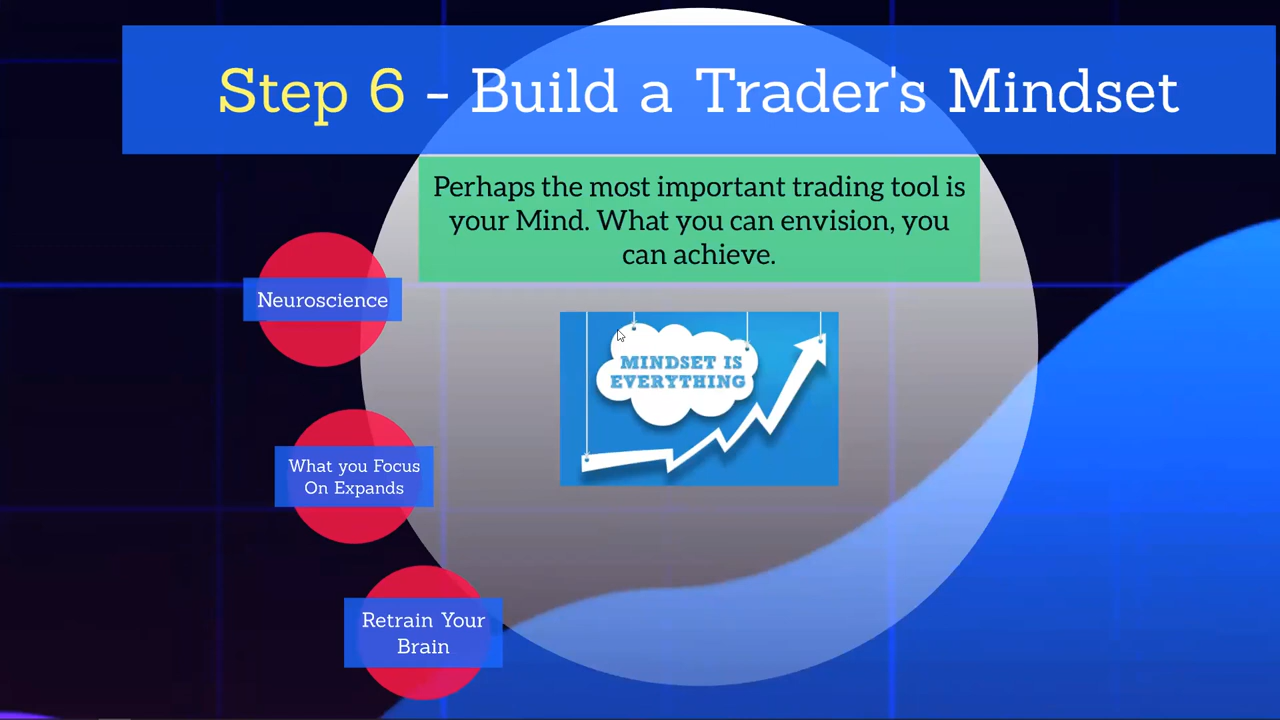 Step 6 - Build a Trader's Mindset
Perhaps the most important trading tool is
your Mind. What you can envision, you
can achieve.
Neuroscience
MINDSET IS
EVERYTHING
What you Focus
On Expands
Retrain Your
Brain